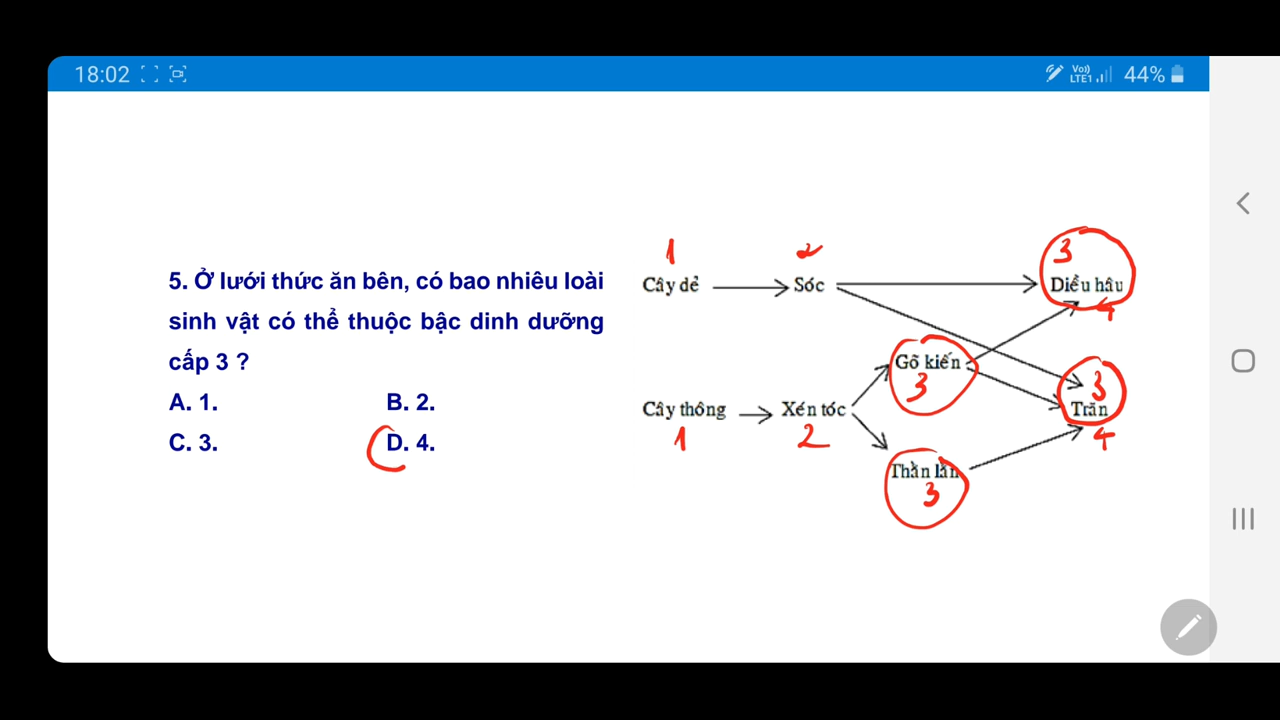 18:02
Vo)) LTE1 44%
5. Ở lưới thức ăn bên, có bao nhiêu loài
sinh vật có thể thuộc bậc dinh dưỡng
cấp 3 ?
A. 1. B. 2.
C. 3. D. 4.
1 2 3
Cây dẻ Sóc Diều hâu
4
Gõ kiến
3 3
Cây thông Xén tóc Trăn
1 2 4
Thằn lằn
3